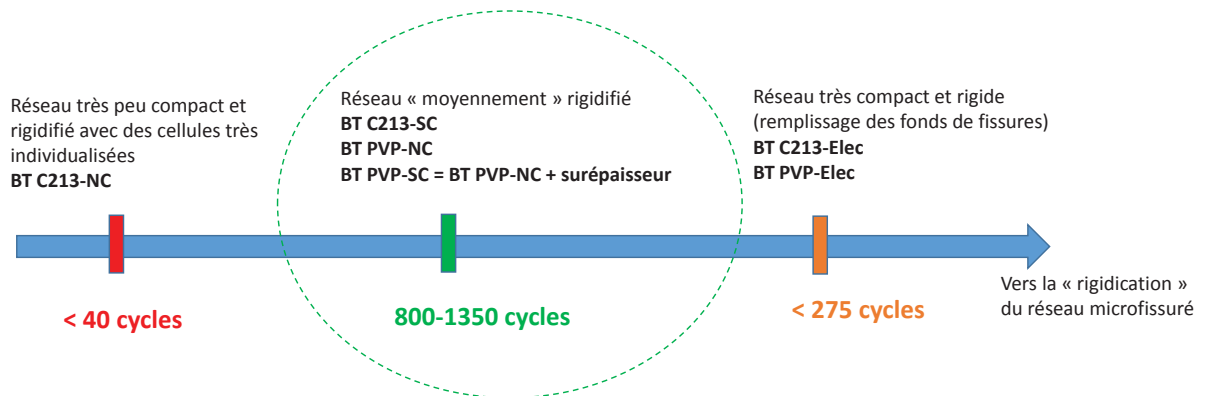 Réseau très peu compact et
rigidifié avec des cellules très
individualisées
BT C213-NC
Réseau « moyennement » rigidifié
BT C213-SC
BT PVP-NC
BT PVP-SC = BT PVP-NC + surépaisseur
Réseau très compact et rigide
(remplissage des fonds de fissures)
BT C213-Elec
BT PVP-Elec
< 40 cycles
800-1350 cycles
< 275 cycles
Vers la « rigidication »
du réseau microfissuré